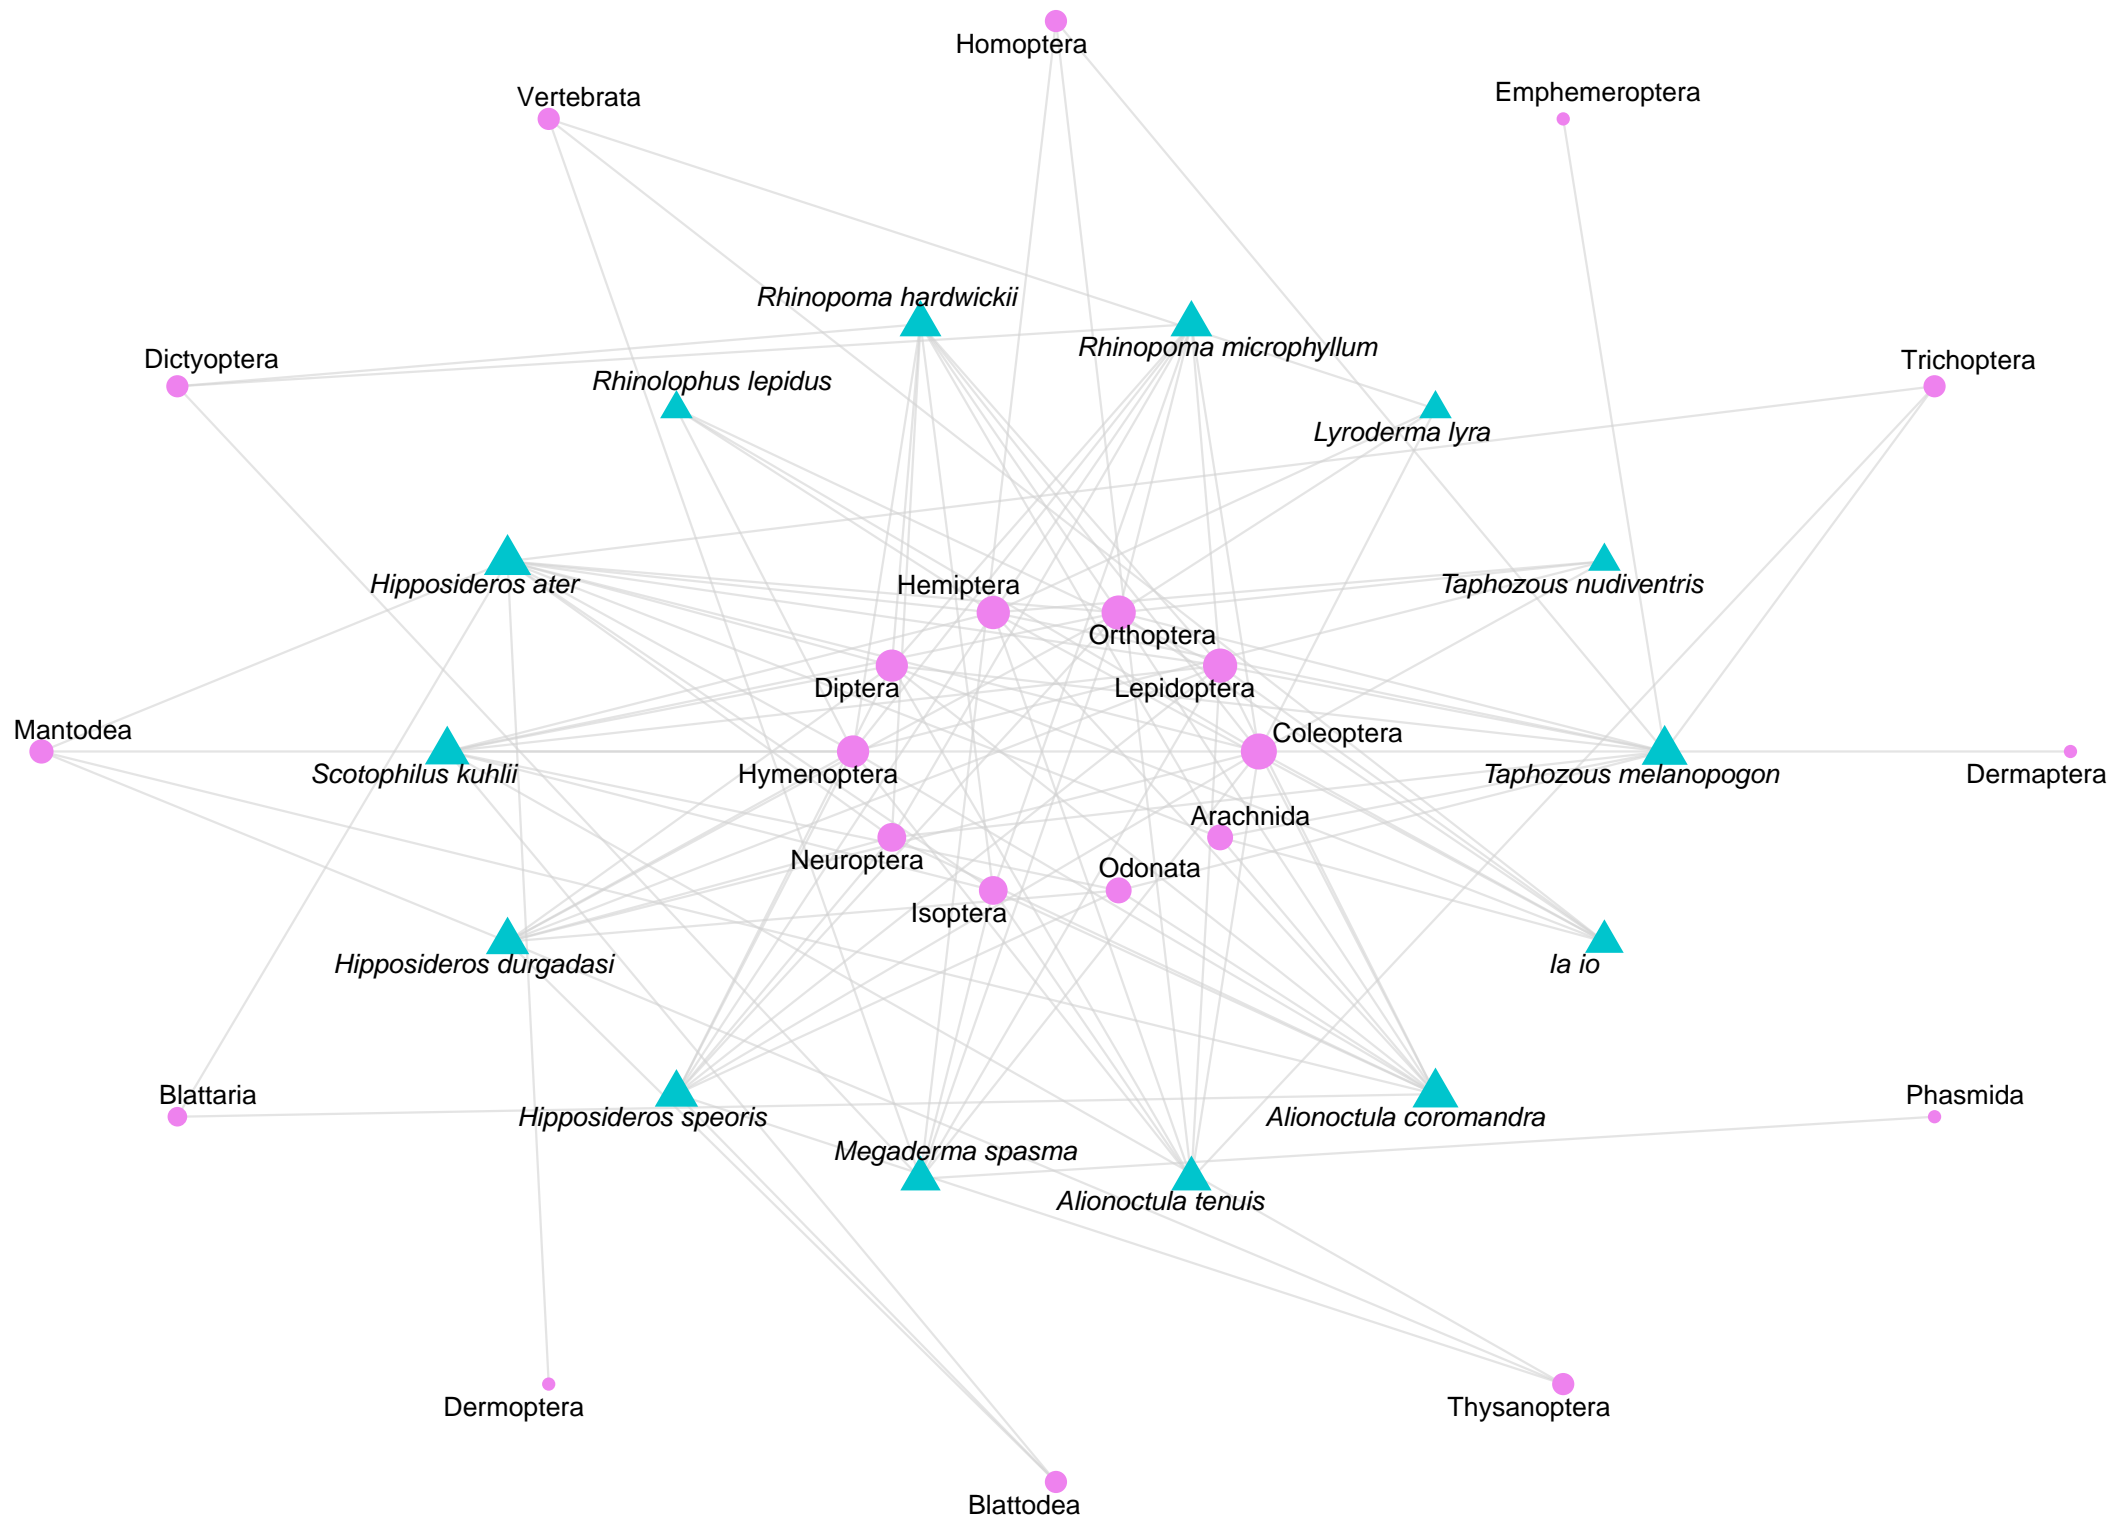 Homoptera
Emphemeroptera
Vertebrata
Rhinopoma hardwickii
Rhinopoma microphyllum
Dictyoptera
Trichoptera
Rhinolophus lepidus
Lyroderma lyra
Hipposideros ater
Hemiptera
Taphozous nudiventris
Orthoptera
Diptera
Lepidoptera
Mantodea
Coleoptera
Scotophilus kuhlii
Hymenoptera
Taphozous melanopogon
Dermaptera
Arachnida
Neuroptera
Odonata
Isoptera
Hipposideros durgadasi
Ia io
Blattaria
Phasmida
Hipposideros speoris
Alionoctula coromandra
Megaderma spasma
Alionoctula tenuis
Dermoptera
Thysanoptera
Blattodea